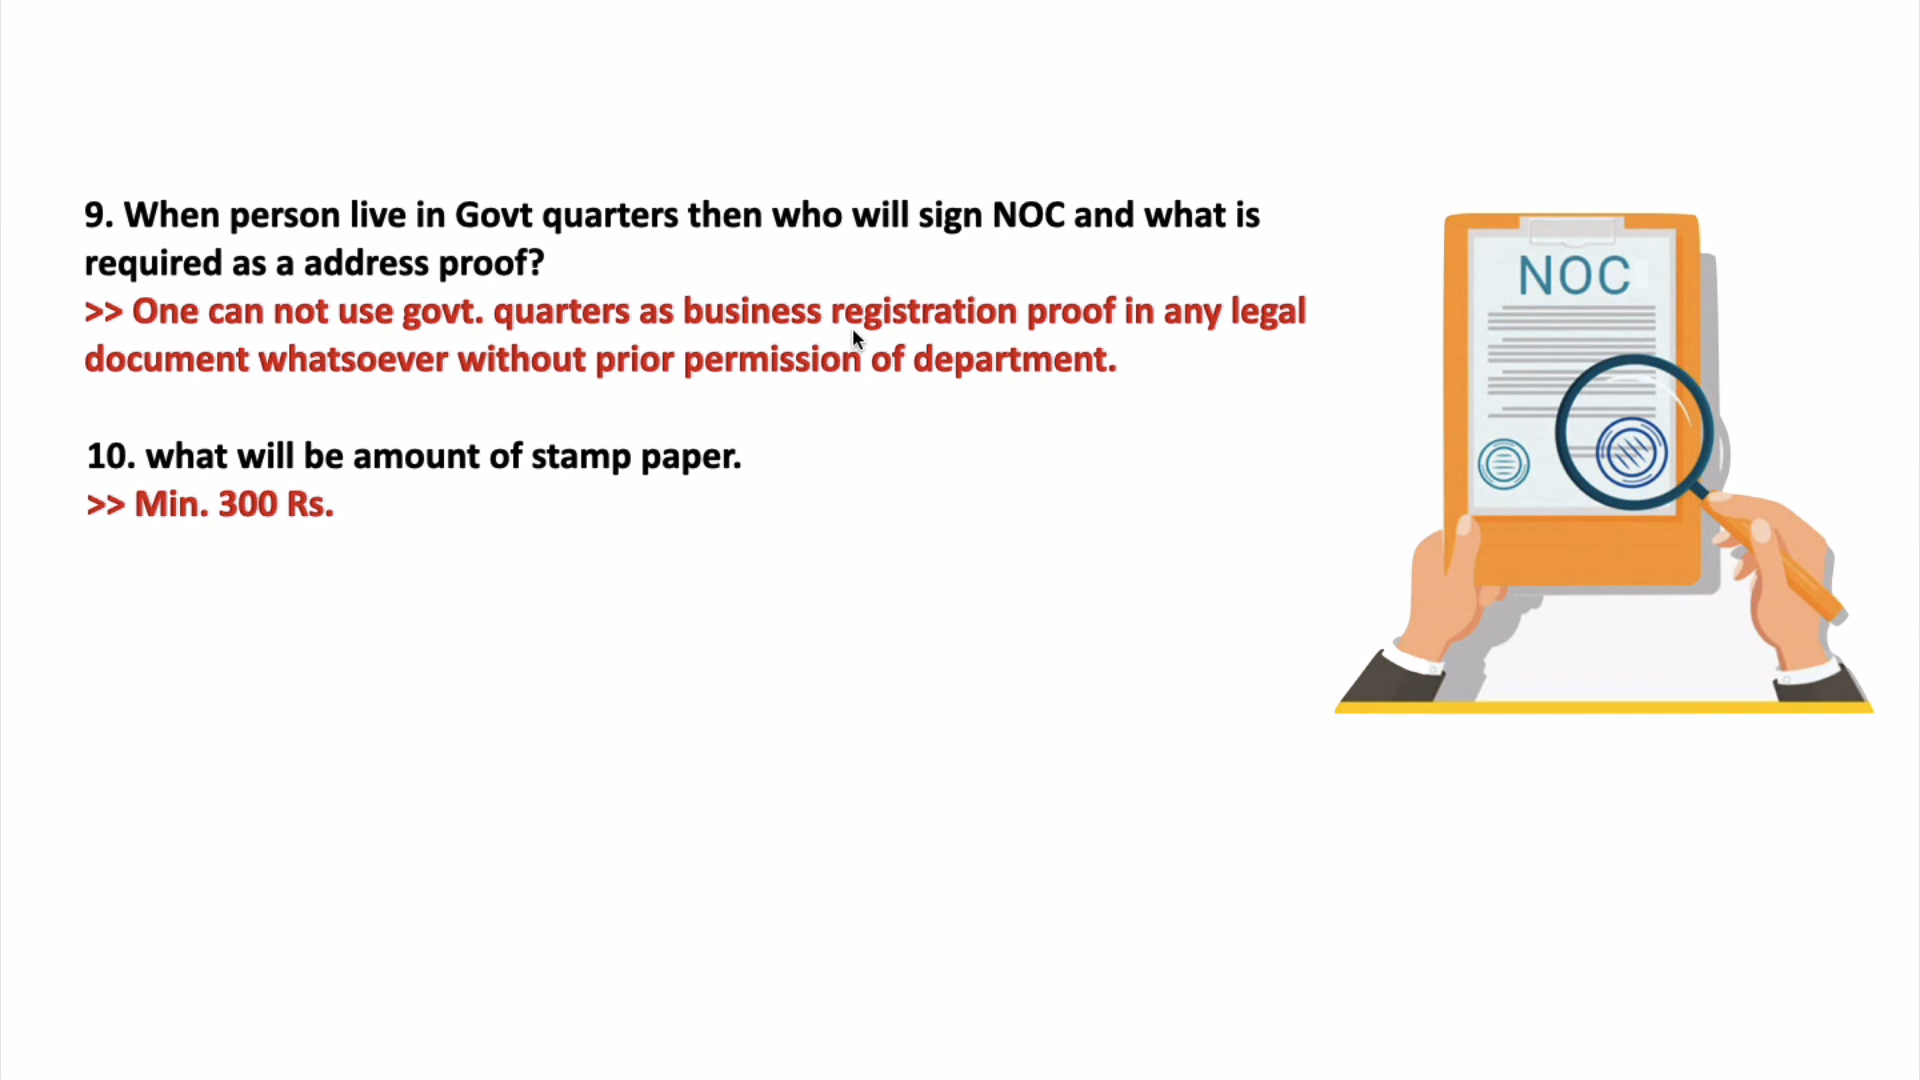 9. When person live in Govt quarters then who will sign NOC and what is
required as a address proof?
>> One can not use govt. quarters as business registration proof in any legal
document whatsoever without prior permission of department.
10. what will be amount of stamp paper.
>> Min. 300 Rs.
NOC